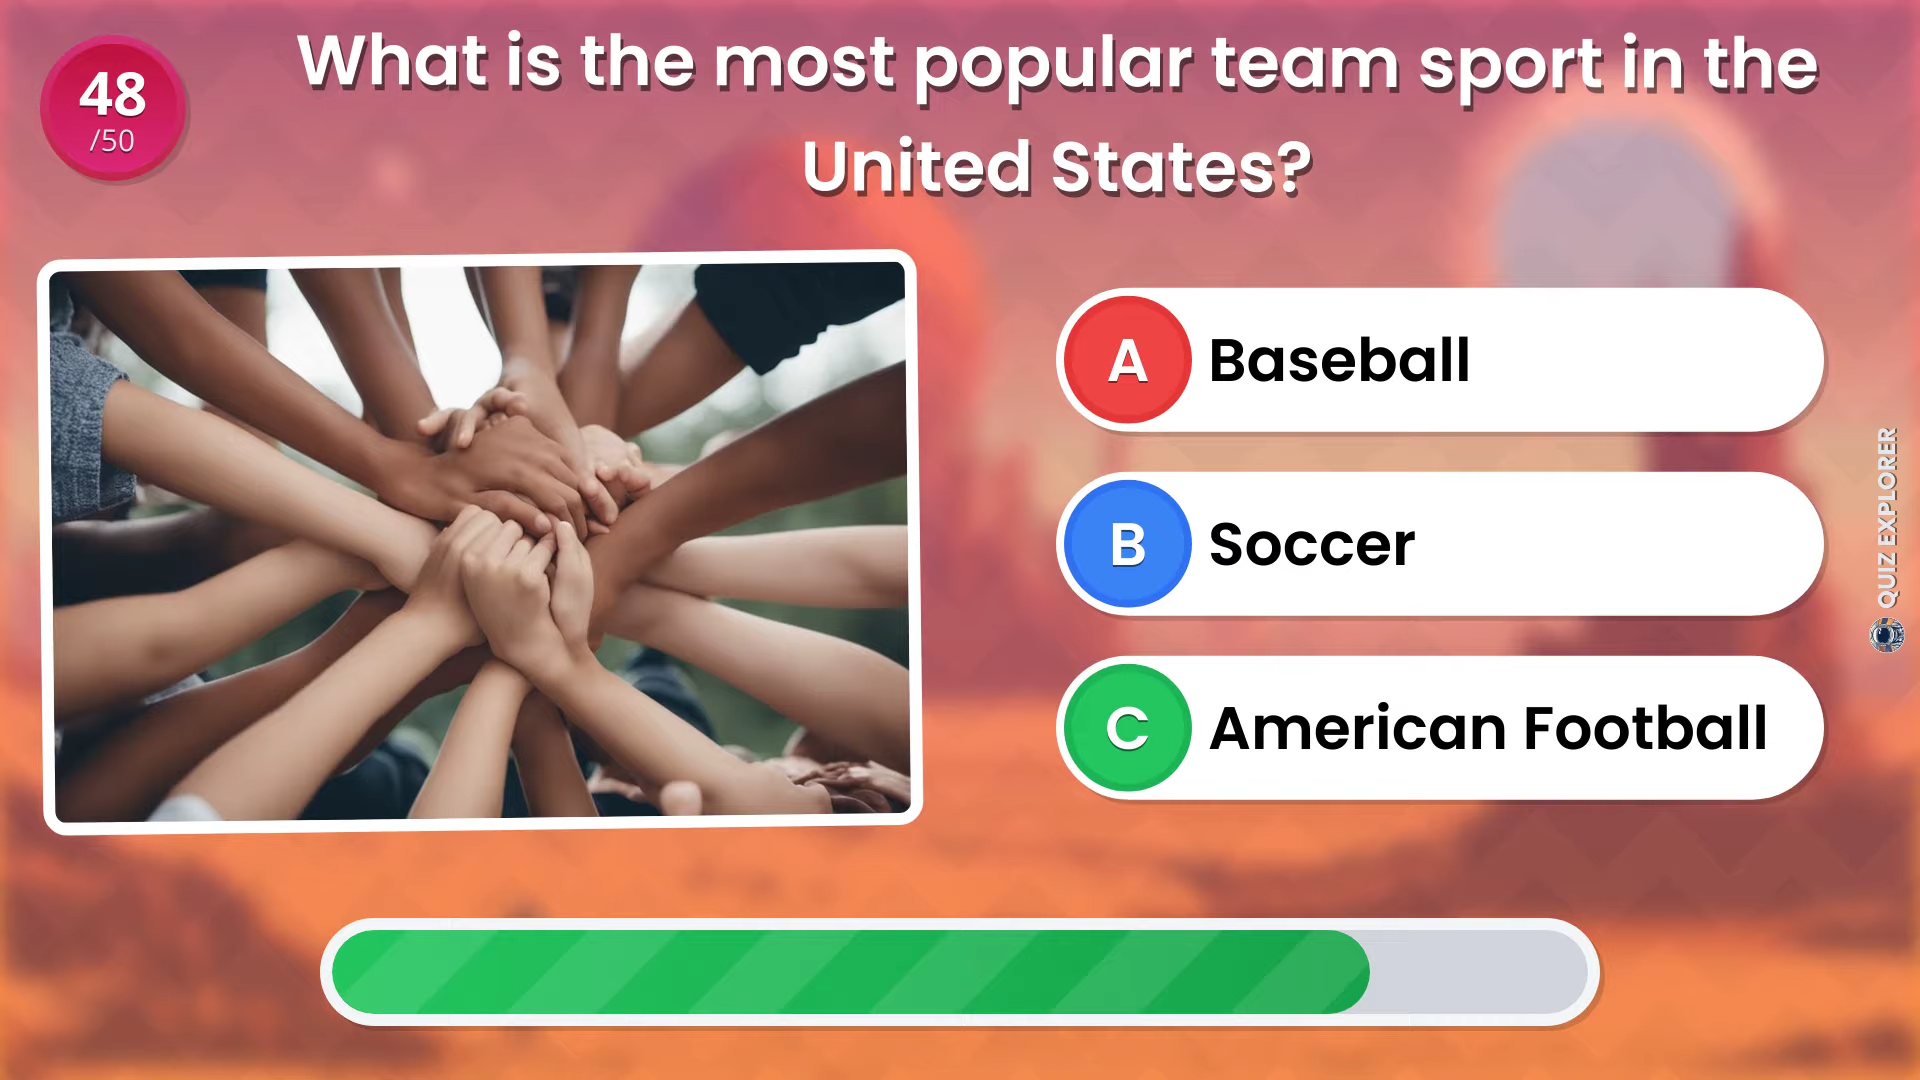 48
/50
What is the most popular team sport in the
United States?
A Baseball
B Soccer
C American Football
QUIZ EXPLORER